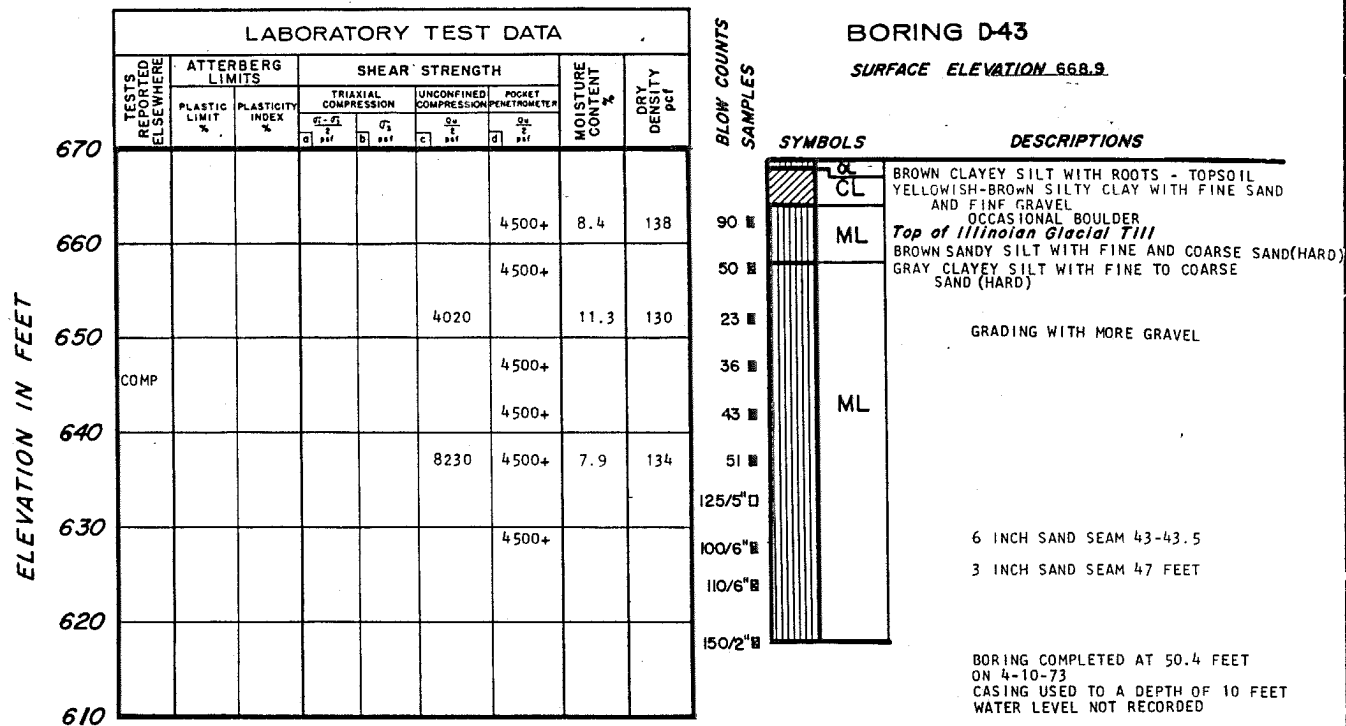 LABORATORY TEST DATA
TESTS REPORTED ELSEWHERE
ATTERBERG LIMITS
SHEAR STRENGTH
MOISTURE CONTENT %
DRY DENSITY pcf
PLASTIC LIMIT %
PLASTICITY INDEX %
TRIAXIAL COMPRESSION
UNCONFINED COMPRESSION
POCKET PENETROMETER
a psf
b psf
c psf
d psf
BLOW COUNTS
SAMPLES
BORING D-43
SURFACE ELEVATION 668.9
SYMBOLS DESCRIPTIONS
ELEVATION IN FEET
670
BROWN CLAYEY SILT WITH ROOTS - TOPSOIL
CL YELLOWISH-BROWN SILTY CLAY WITH FINE SAND
AND FINE GRAVEL
OCCASIONAL BOULDER
4500+ 8.4 138 90
ML Top of Illinoian Glacial Till
660
BROWN SANDY SILT WITH FINE AND COARSE SAND(HARD)
4500+ 50 GRAY CLAYEY SILT WITH FINE TO COARSE
SAND (HARD)
4020 11.3 130 23
650 GRADING WITH MORE GRAVEL
4500+ 36
COMP
4500+ 43 ML
640
8230 4500+ 7.9 134 51
125/5"
630
4500+ 100/6" 6 INCH SAND SEAM 43-43.5
110/6" 3 INCH SAND SEAM 47 FEET
620
150/2"
BORING COMPLETED AT 50.4 FEET
ON 4-10-73
CASING USED TO A DEPTH OF 10 FEET
WATER LEVEL NOT RECORDED
610